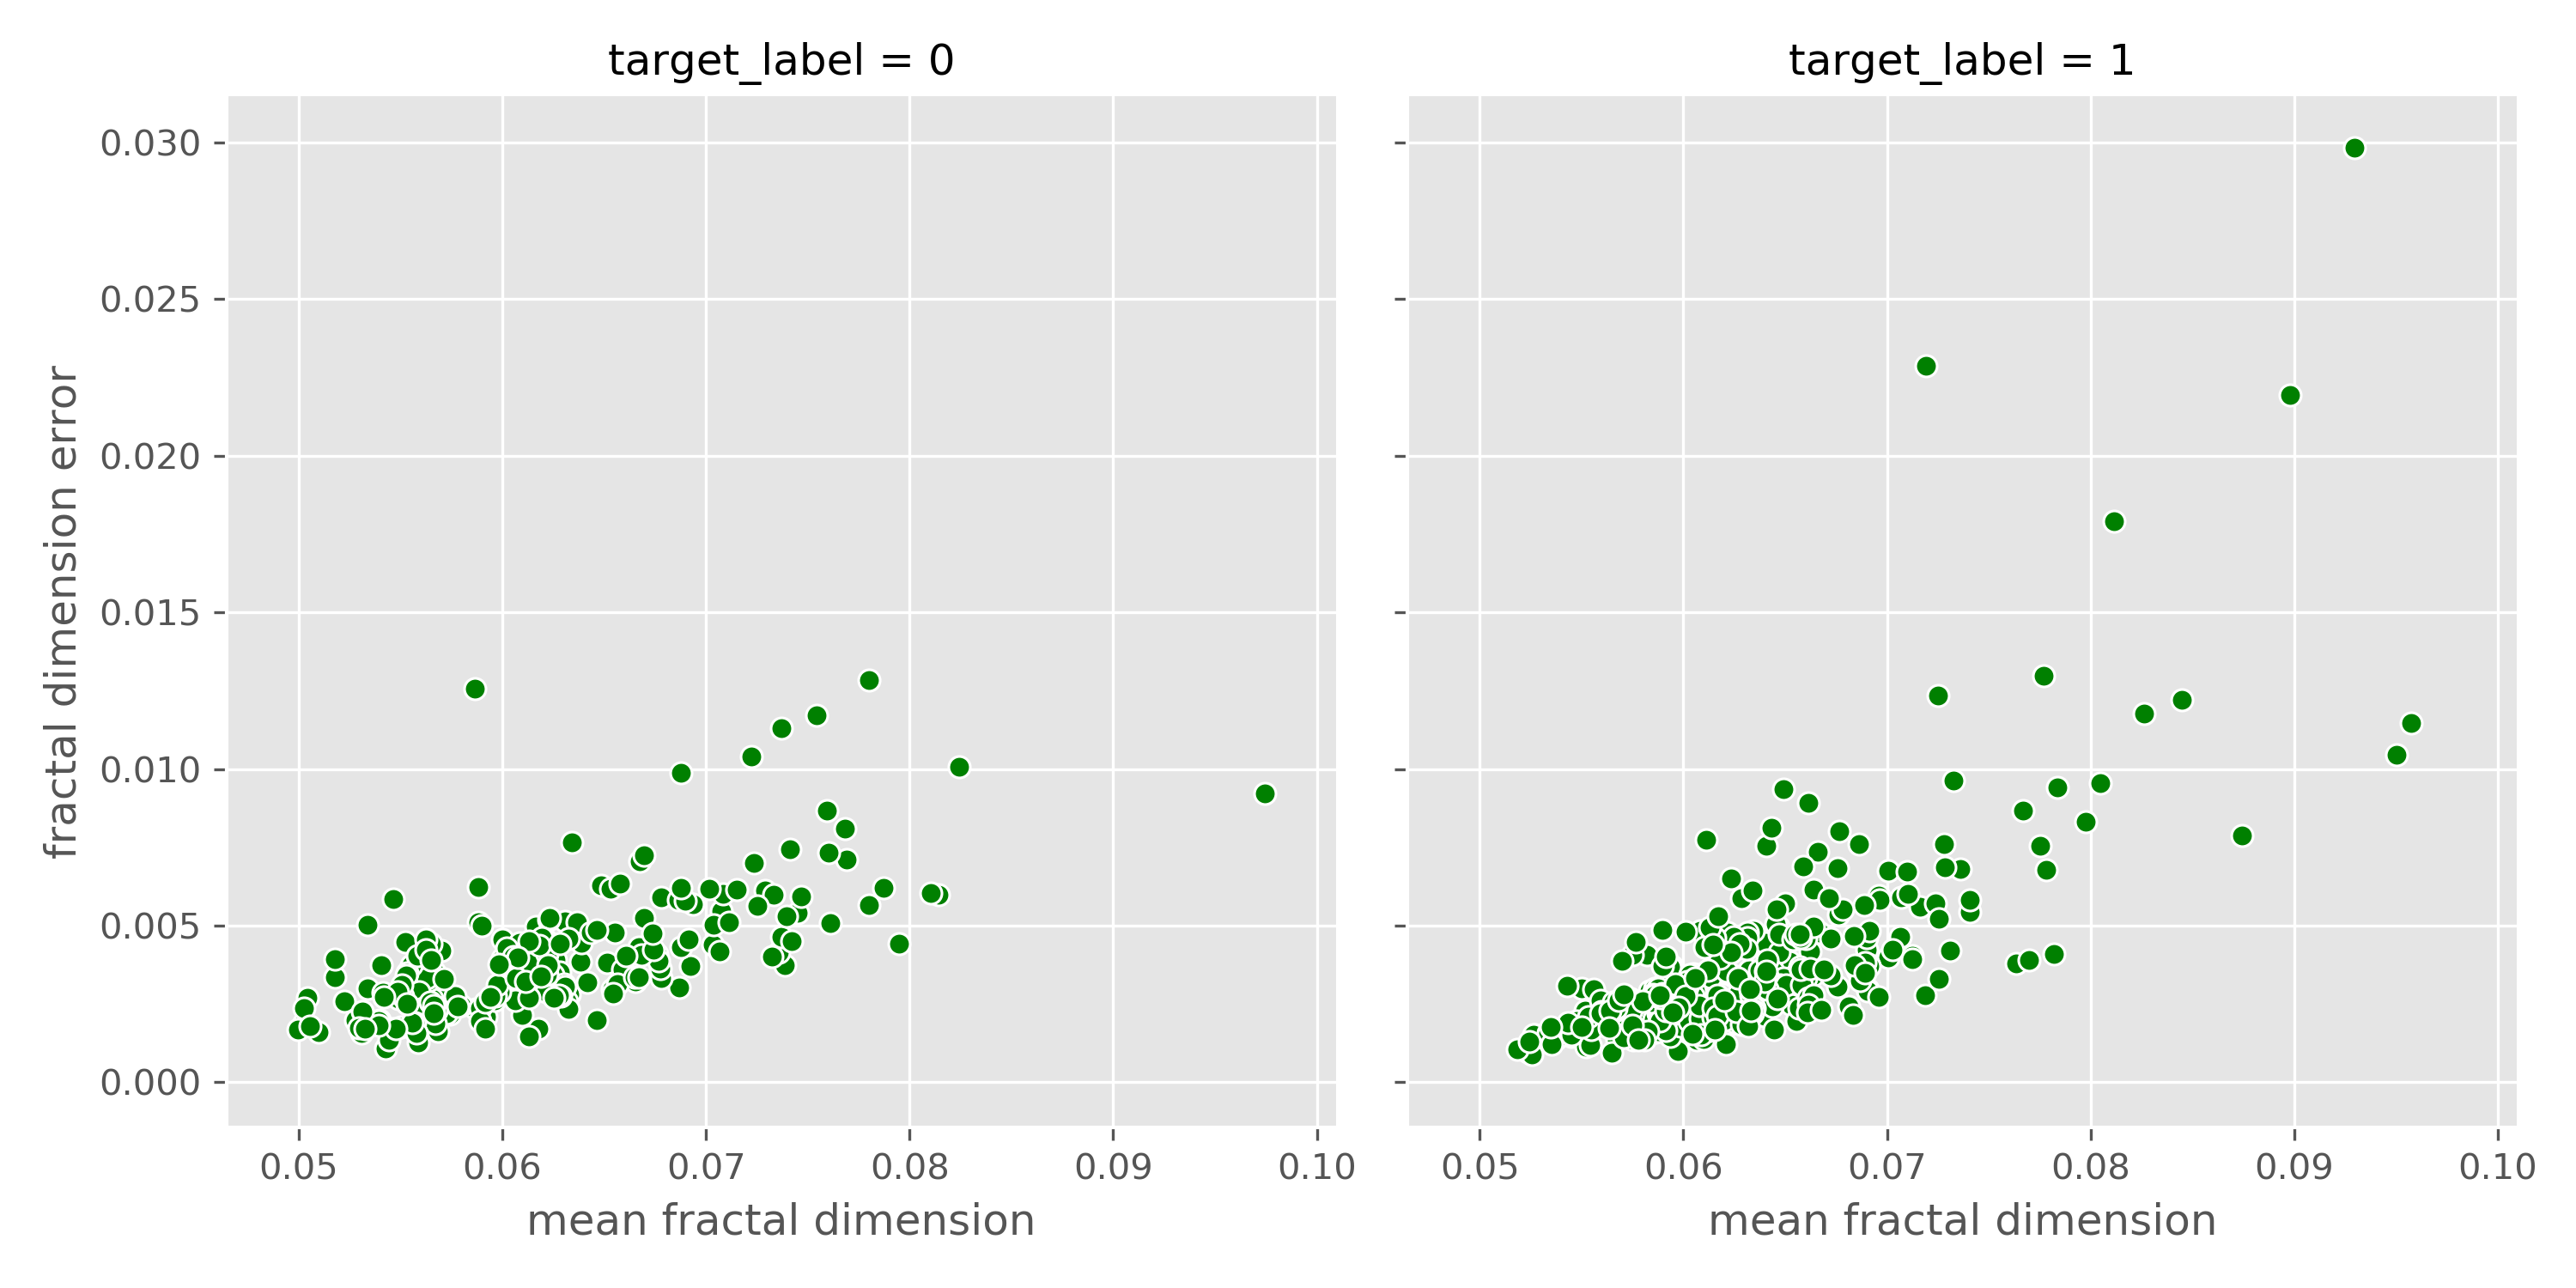 target_label = 0
target_label = 1
fractal dimension error
0.030
0.025
0.020
0.015
0.010
0.005
0.000
0.05 0.06 0.07 0.08 0.09 0.10
0.05 0.06 0.07 0.08 0.09 0.10
mean fractal dimension
mean fractal dimension